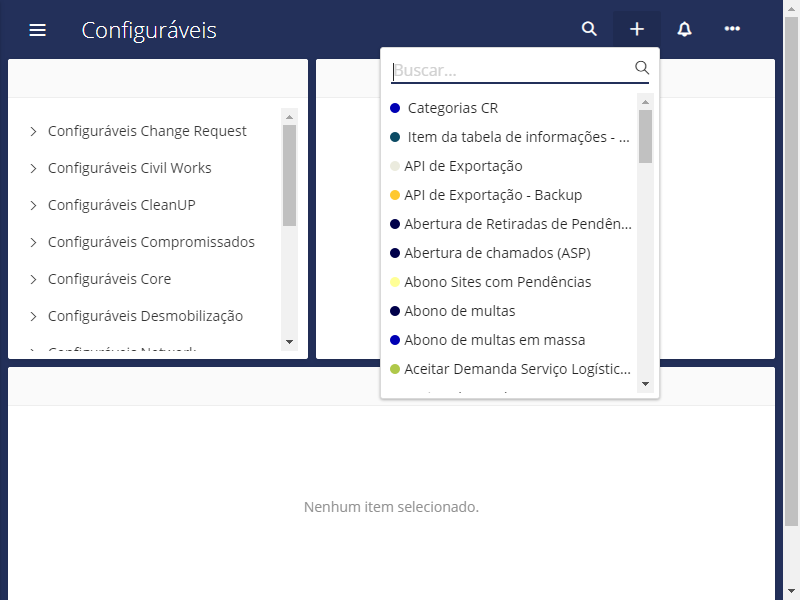 Configuráveis
Buscar...
Configuráveis Change Request
Configuráveis Civil Works
Configuráveis CleanUP
Configuráveis Compromissados
Configuráveis Core
Configuráveis Desmobilização
Configuráveis Network
Categorias CR
Item da tabela de informações - ...
API de Exportação
API de Exportação - Backup
Abertura de Retiradas de Pendên...
Abertura de chamados (ASP)
Abono Sites com Pendências
Abono de multas
Abono de multas em massa
Aceitar Demanda Serviço Logístic...
Nenhum item selecionado.